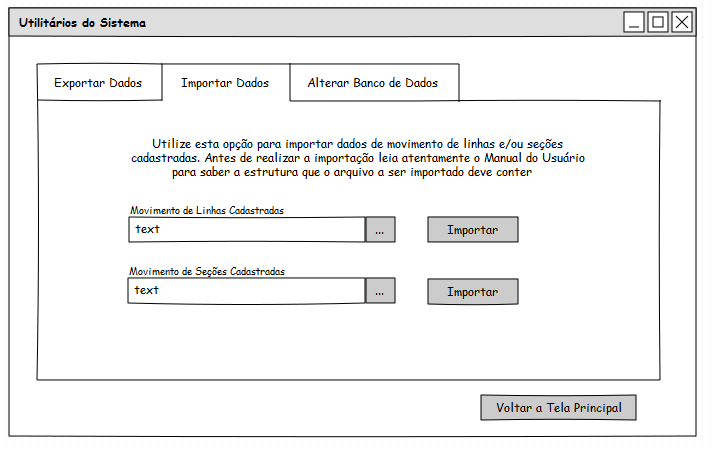 Utilitários do Sistema
Exportar Dados
Importar Dados
Alterar Banco de Dados
Utilize esta opção para importar dados de movimento de linhas e/ou seções
cadastradas. Antes de realizar a importação leia atentamente o Manual do Usuário
para saber a estrutura que o arquivo a ser importado deve conter
Movimento de Linhas Cadastradas
text
...
Importar
Movimento de Seções Cadastradas
text
...
Importar
Voltar a Tela Principal